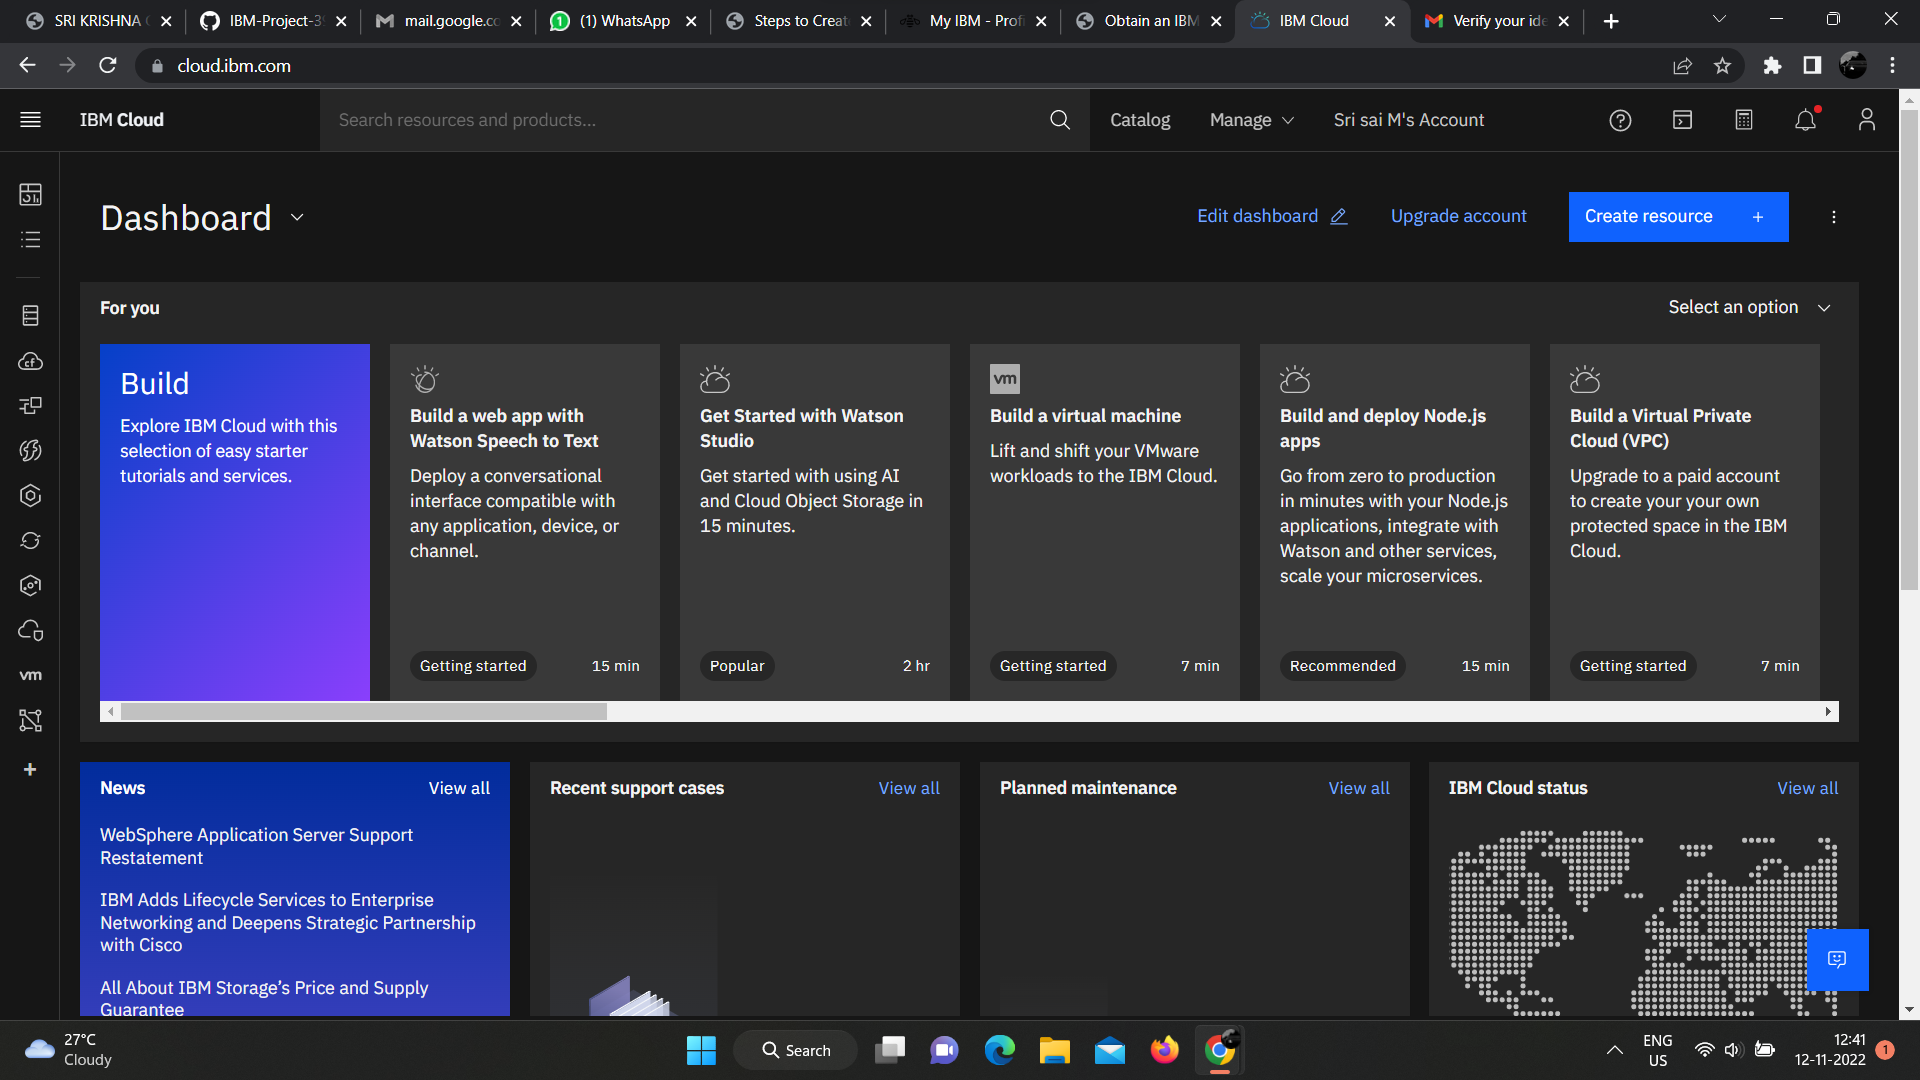 SRI KRISHNA
IBM-Project-3
mail.google.co
(1) WhatsApp
Steps to Creat
My IBM - Profi
Obtain an IBM
IBM Cloud
Verify your ide
cloud.ibm.com
IBM Cloud
Search resources and products...
Catalog
Manage
Sri sai M's Account
Dashboard
Edit dashboard
Upgrade account
Create resource +
For you
Select an option
Build
Explore IBM Cloud with this
selection of easy starter
tutorials and services.
Build a web app with
Watson Speech to Text
Deploy a conversational
interface compatible with
any application, device, or
channel.
Getting started
15 min
Get Started with Watson
Studio
Get started with using AI
and Cloud Object Storage in
15 minutes.
Popular
2 hr
vm
Build a virtual machine
Lift and shift your VMware
workloads to the IBM Cloud.
Getting started
7 min
Build and deploy Node.js
apps
Go from zero to production
in minutes with your Node.js
applications, integrate with
Watson and other services,
scale your microservices.
Recommended
15 min
Build a Virtual Private
Cloud (VPC)
Upgrade to a paid account
to create your your own
protected space in the IBM
Cloud.
Getting started
7 min
vm
News
View all
WebSphere Application Server Support
Restatement
IBM Adds Lifecycle Services to Enterprise
Networking and Deepens Strategic Partnership
with Cisco
All About IBM Storage's Price and Supply
Guarantee
Recent support cases
View all
Planned maintenance
View all
IBM Cloud status
View all
27°C
Cloudy
Search
ENG
US
12:41
12-11-2022
1